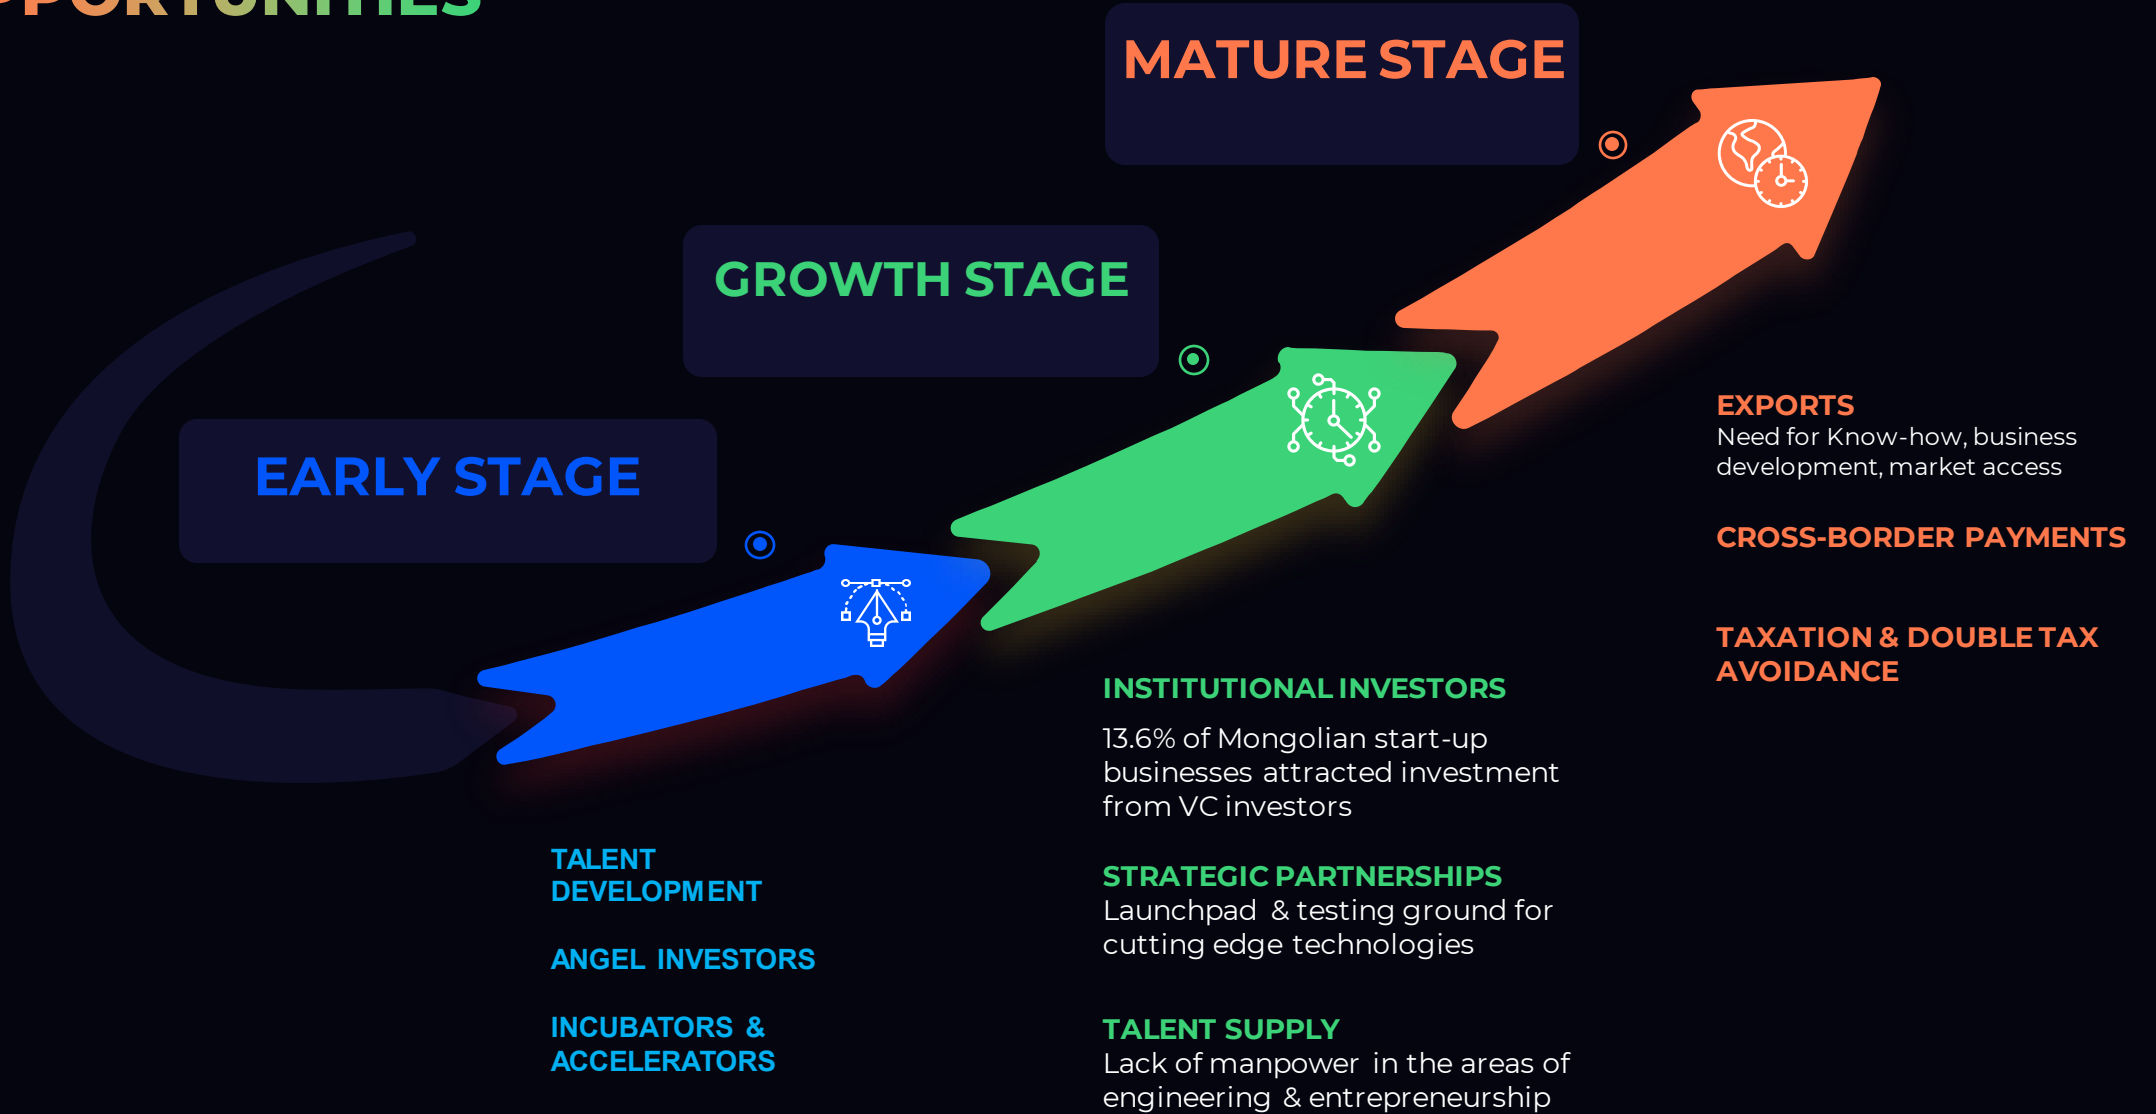 PPORTUNITIES
MATURE STAGE
GROWTH STAGE
EARLY STAGE
EXPORTS
Need for Know-how, business
development, market access
CROSS-BORDER PAYMENTS
TAXATION & DOUBLE TAX
AVOIDANCE
INSTITUTIONAL INVESTORS
13.6% of Mongolian start-up
businesses attracted investment
from VC investors
STRATEGIC PARTNERSHIPS
Launchpad & testing ground for
cutting edge technologies
TALENT SUPPLY
Lack of manpower in the areas of
engineering & entrepreneurship
TALENT
DEVELOPMENT
ANGEL INVESTORS
INCUBATORS &
ACCELERATORS